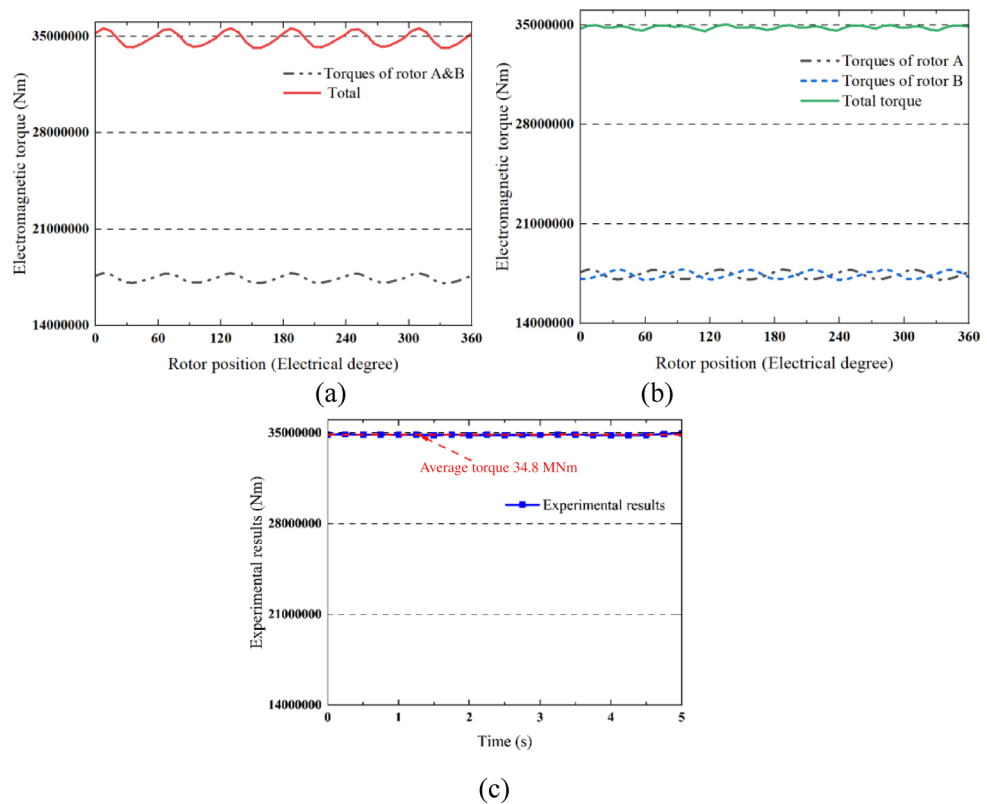 35000000
28000000
21000000
14000000
Electromagnetic torque (Nm)
Torques of rotor A&B
Total
0 60 120 180 240 300 360
Rotor position (Electrical degree)
(a)
35000000
28000000
21000000
14000000
Electromagnetic torque (Nm)
Torques of rotor A
Torques of rotor B
Total torque
0 60 120 180 240 300 360
Rotor position (Electrical degree)
(b)
35000000
28000000
21000000
14000000
Experimental results (Nm)
Average torque 34.8 MNm
Experimental results
0 1 2 3 4 5
Time (s)
(c)